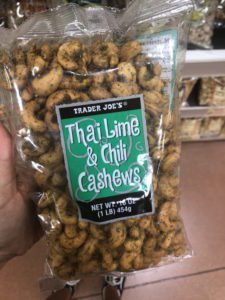 TRADER JOE'S®
Thai Lime
& Chili
Cashews
NET WT. 16 OZ
(1 LB) 454g